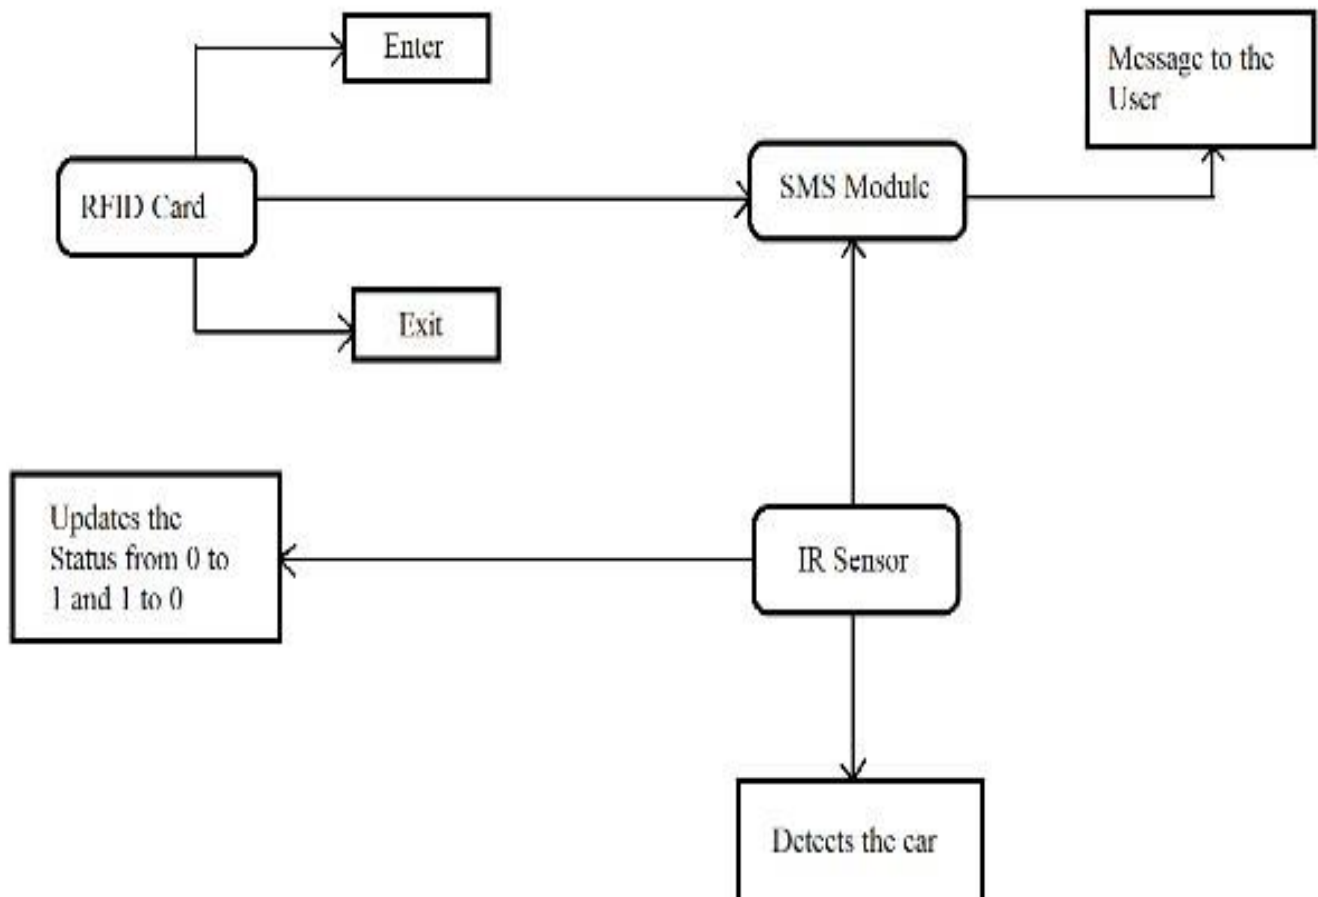 Enter
Message to the
User
RFID Card
SMS Module
Exit
Updates the
Status from 0 to
1 and 1 to 0
IR Sensor
Detects the car